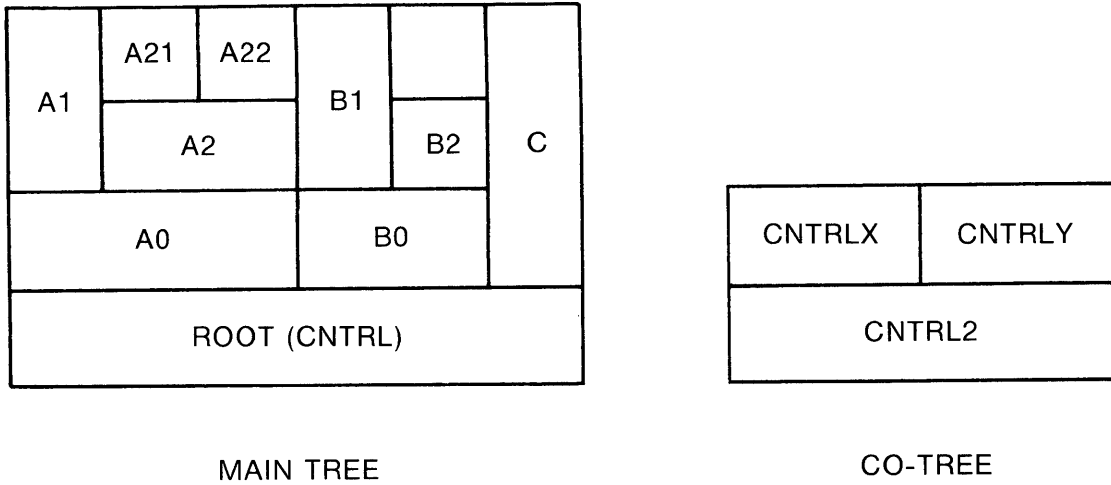 A21 A22
A1 B1
A2 B2 C
A0 B0
ROOT (CNTRL)
MAIN TREE
CNTRLX CNTRLY
CNTRL2
CO-TREE